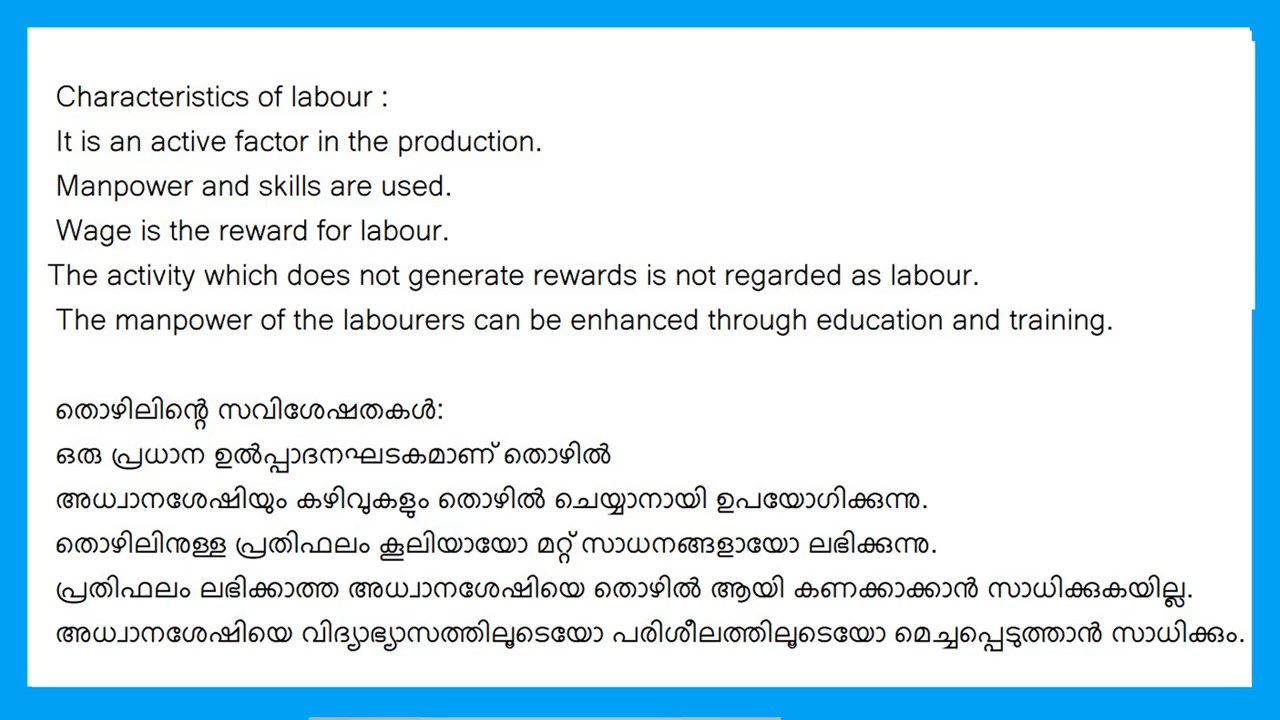 Characteristics of labour :
It is an active factor in the production.
Manpower and skills are used.
Wage is the reward for labour.
The activity which does not generate rewards is not regarded as labour.
The manpower of the labourers can be enhanced through education and training.
തൊഴിലിന്റെ സവിശേഷതകൾ:
ഒരു പ്രധാന ഉൽപ്പാദനഘടകമാണ് തൊഴിൽ
അധ്വാനശേഷിയും കഴിവുകളും തൊഴിൽ ചെയ്യാനായി ഉപയോഗിക്കുന്നു.
തൊഴിലിനുള്ള പ്രതിഫലം കൂലിയായോ മറ്റ് സാധനങ്ങളായോ ലഭിക്കുന്നു.
പ്രതിഫലം ലഭിക്കാത്ത അധ്വാനശേഷിയെ തൊഴിൽ ആയി കണക്കാക്കാൻ സാധിക്കുകയില്ല.
അധ്വാനശേഷിയെ വിദ്യാഭ്യാസത്തിലൂടെയോ പരിശീലത്തിലൂടെയോ മെച്ചപ്പെടുത്താൻ സാധിക്കും.